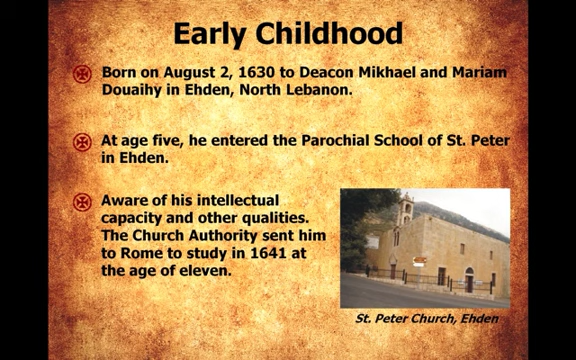 Early Childhood
Born on August 2, 1630 to Deacon Mikhael and Mariam
Douaihy in Ehden, North Lebanon.
At age five, he entered the Parochial School of St. Peter
in Ehden.
Aware of his intellectual
capacity and other qualities.
The Church Authority sent him
to Rome to study in 1641 at
the age of eleven.
St. Peter Church, Ehden